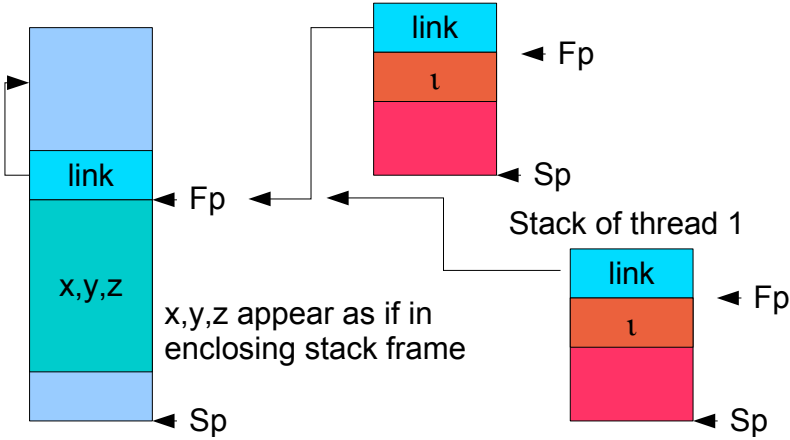 link
Fp
ι
link
Fp
Sp
Stack of thread 1
link
x,y,z
Fp
x,y,z appear as if in
enclosing stack frame
ι
Sp
Sp